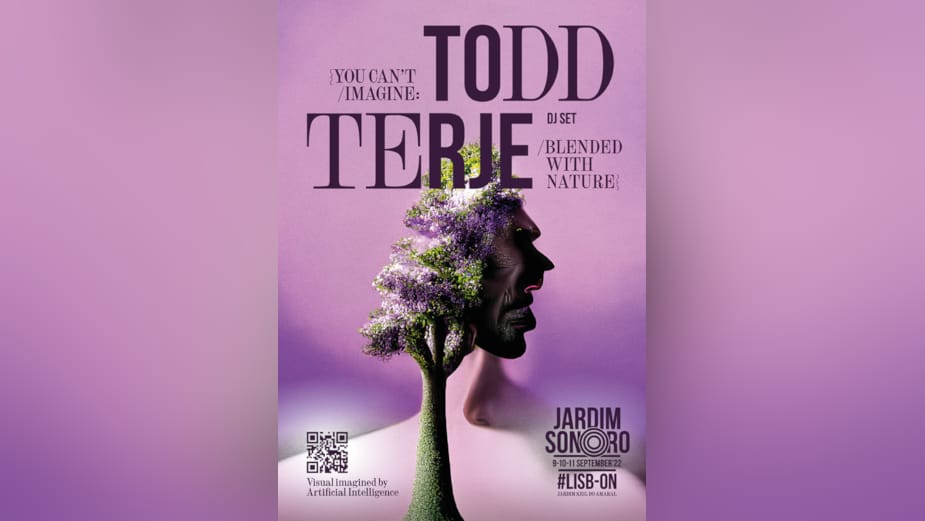 TODD
{YOU CAN'T
/IMAGINE:
DJ SET
TERJE
/BLENDED
WITH
NATURE}
JARDIM
SONORO
9-10-11 SEPTEMBER'22
#LISB-ON
JARDIM KEIL DO AMARAL
Visual imagined by
Artificial Intelligence